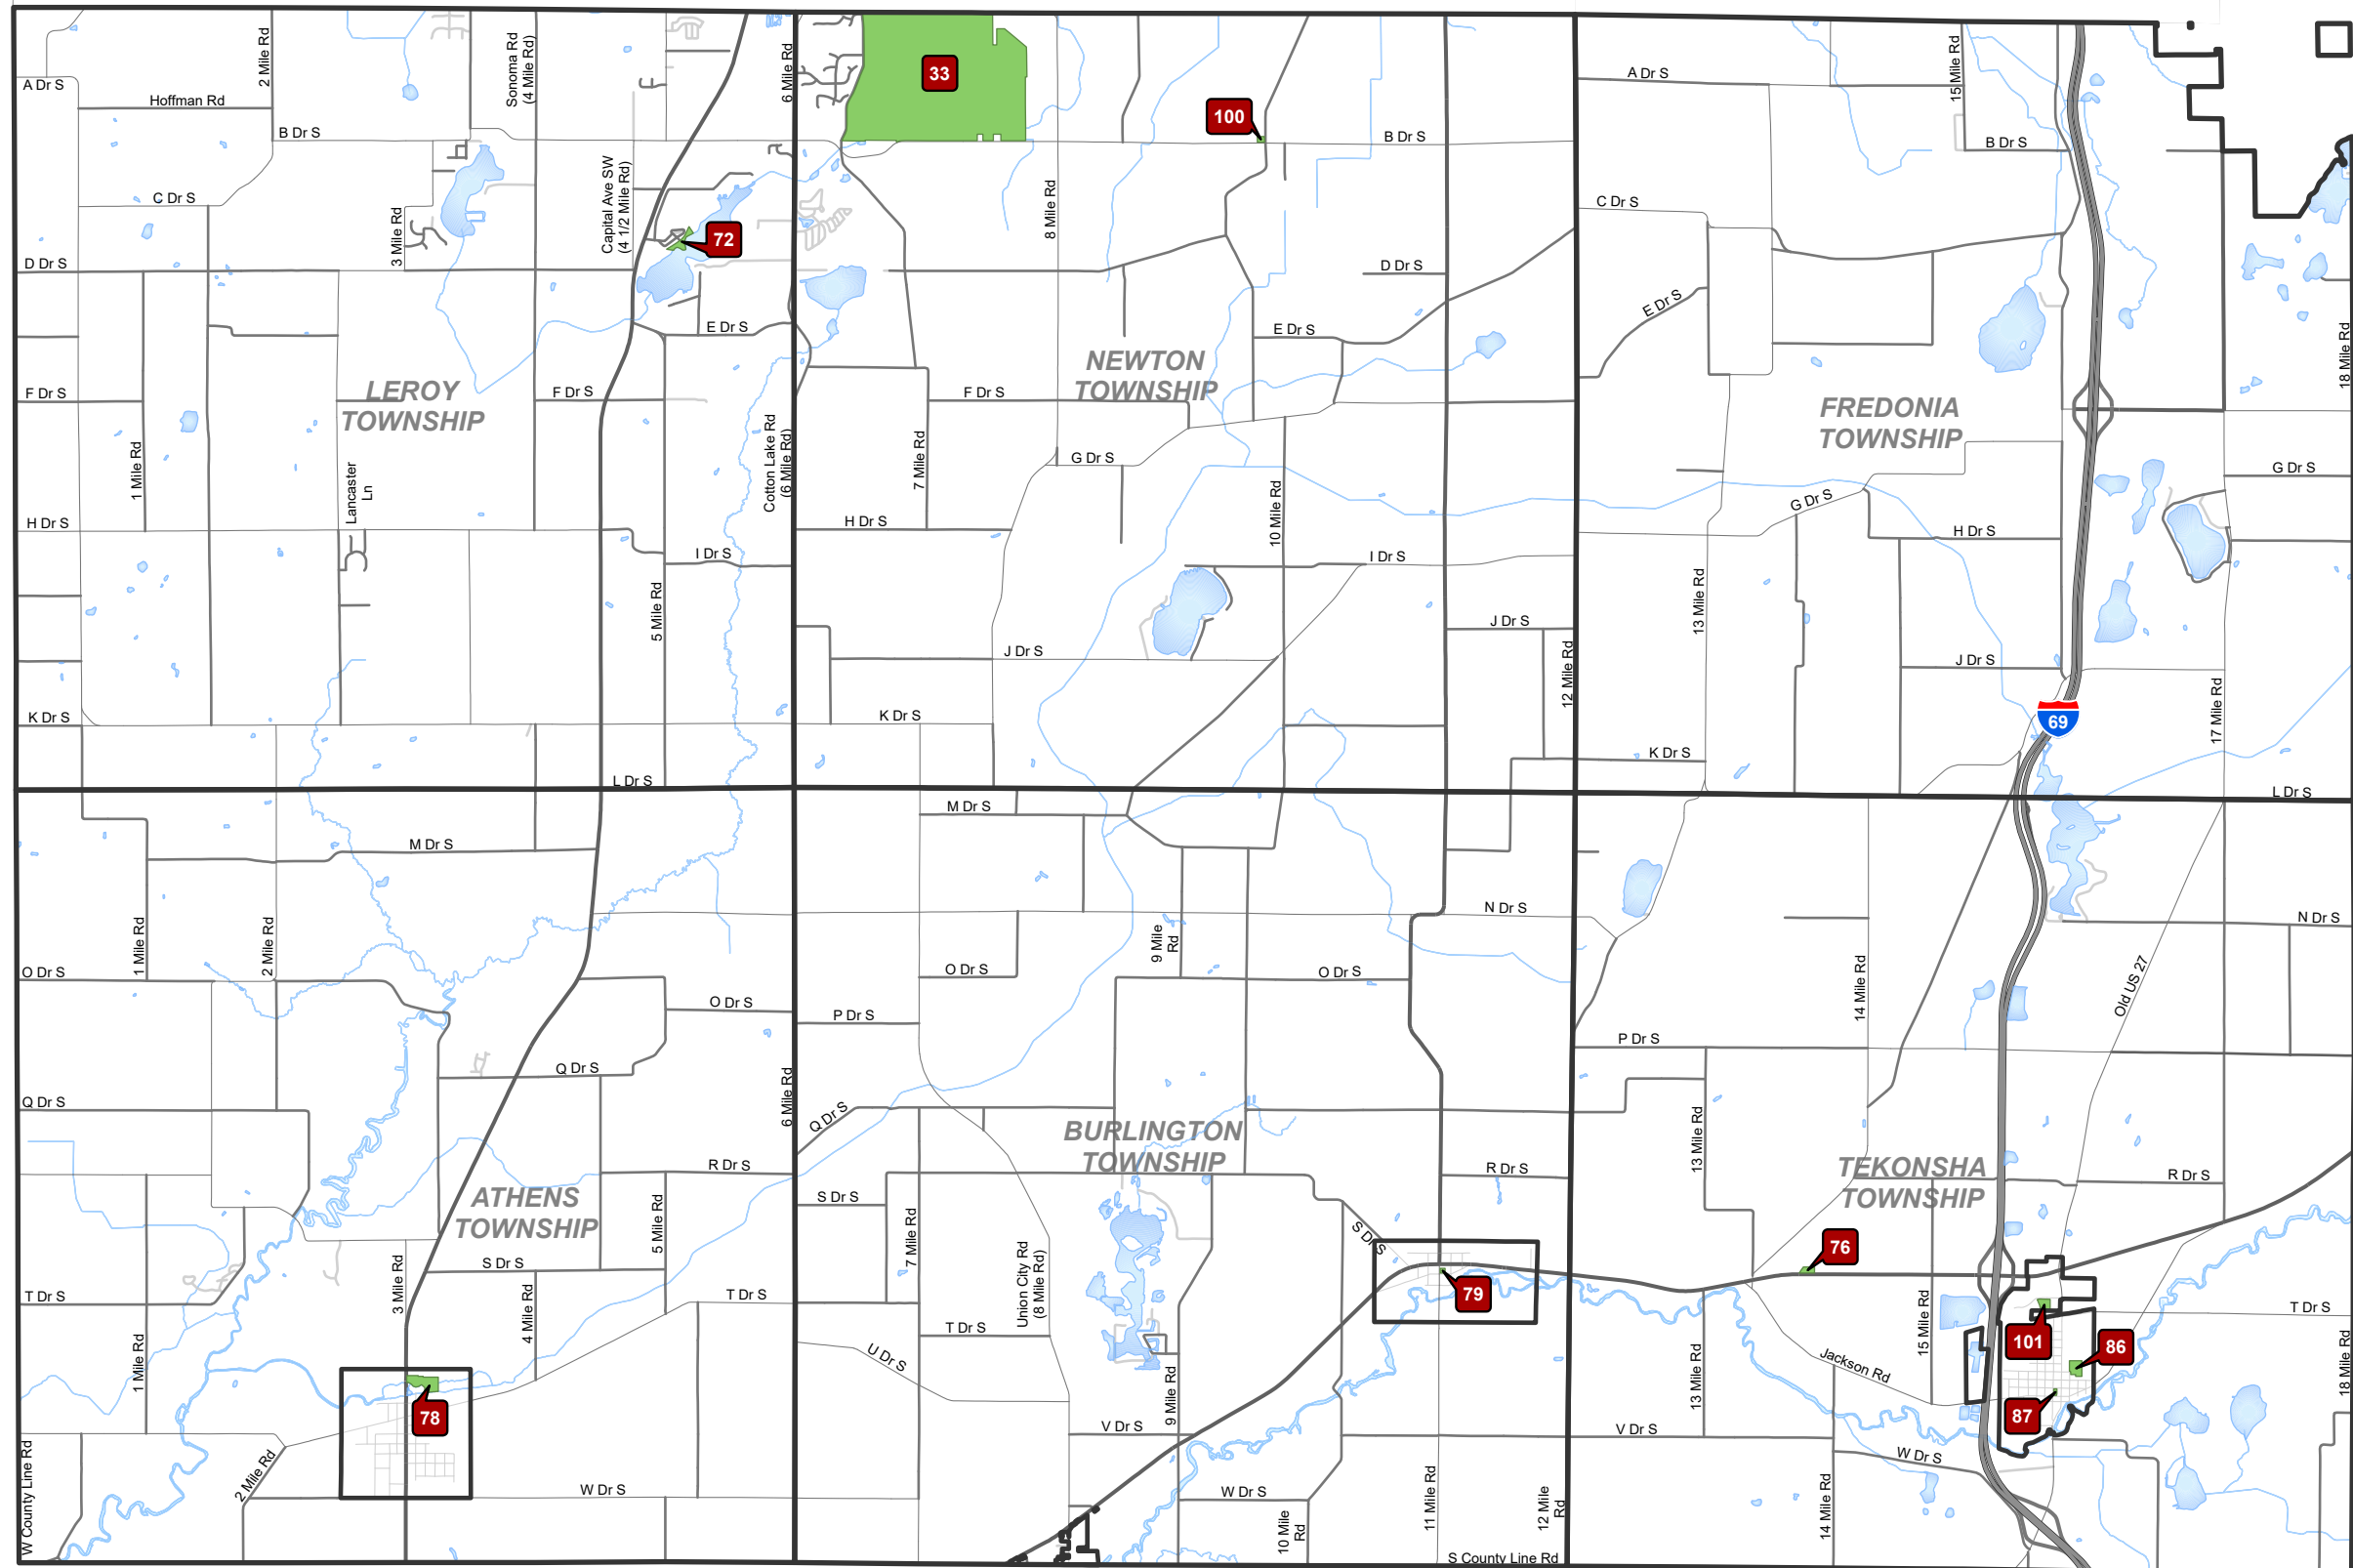 A Dr S
Hoffman Rd
2 Mile Rd
Sonoma Rd
(4 Mile Rd)
6 Mile Rd
B Dr S
C Dr S
3 Mile Rd
Capital Ave SW
(4 1/2 Mile Rd)
72
D Dr S
E Dr S
LEROY
TOWNSHIP
F Dr S
F Dr S
1 Mile Rd
Lancaster
Ln
Cotton Lake Rd
(6 Mile Rd)
H Dr S
I Dr S
5 Mile Rd
K Dr S
L Dr S
33
100
B Dr S
8 Mile Rd
D Dr S
E Dr S
NEWTON
TOWNSHIP
F Dr S
7 Mile Rd
G Dr S
10 Mile Rd
H Dr S
I Dr S
J Dr S
J Dr S
12 Mile Rd
K Dr S
A Dr S
15 Mile Rd
B Dr S
C Dr S
E Dr S
18 Mile Rd
FREDONIA
TOWNSHIP
G Dr S
G Dr S
H Dr S
13 Mile Rd
J Dr S
17 Mile Rd
69
K Dr S
L Dr S
M Dr S
1 Mile Rd
2 Mile Rd
O Dr S
O Dr S
Q Dr S
Q Dr S
6 Mile Rd
R Dr S
ATHENS
TOWNSHIP
5 Mile Rd
S Dr S
3 Mile Rd
4 Mile Rd
T Dr S
T Dr S
1 Mile Rd
78
2 Mile Rd
W County Line Rd
W Dr S
M Dr S
N Dr S
9 Mile
Rd
O Dr S
O Dr S
P Dr S
Q Dr S
BURLINGTON
TOWNSHIP
R Dr S
S Dr S
7 Mile Rd
Union City Rd
(8 Mile Rd)
S Dr S
79
T Dr S
U Dr S
9 Mile Rd
V Dr S
11 Mile Rd
W Dr S
10 Mile
Rd
12 Mile
Rd
S County Line Rd
N Dr S
14 Mile Rd
Old US 27
P Dr S
13 Mile Rd
TEKONSHA
TOWNSHIP
R Dr S
76
15 Mile Rd
T Dr S
101
86
87
Jackson Rd
13 Mile Rd
18 Mile Rd
V Dr S
W Dr S
14 Mile Rd